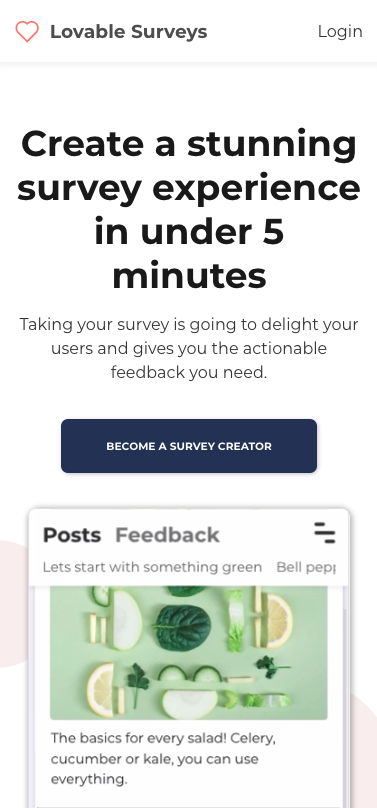 Lovable Surveys
Login
Create a stunning
survey experience
in under 5
minutes
Taking your survey is going to delight your
users and gives you the actionable
feedback you need.
BECOME A SURVEY CREATOR
Posts Feedback
Lets start with something green Bell
The basics for every salad! Celery,
cucumber or kale, you can use
everything.